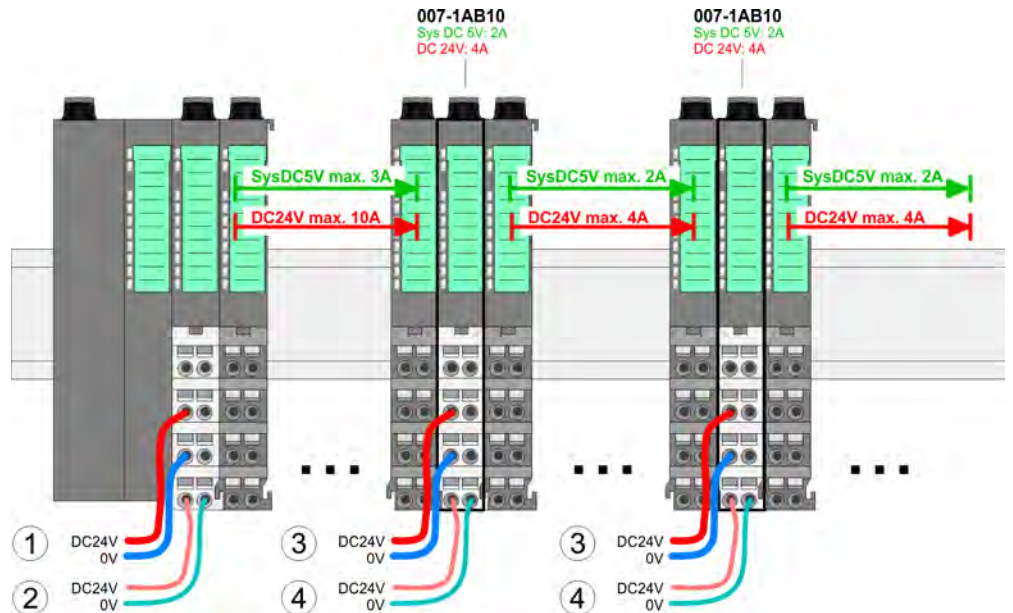 007-1AB10
Sys DC 5V: 2A
DC 24V: 4A
007-1AB10
Sys DC 5V: 2A
DC 24V: 4A
SysDC5V max. 3A
SysDC5V max. 2A
SysDC5V max. 2A
DC24V max. 10A
DC24V max. 4A
DC24V max. 4A
1
DC24V
0V
2
DC24V
0V
3
DC24V
0V
4
DC24V
0V
3
DC24V
0V
4
DC24V
0V